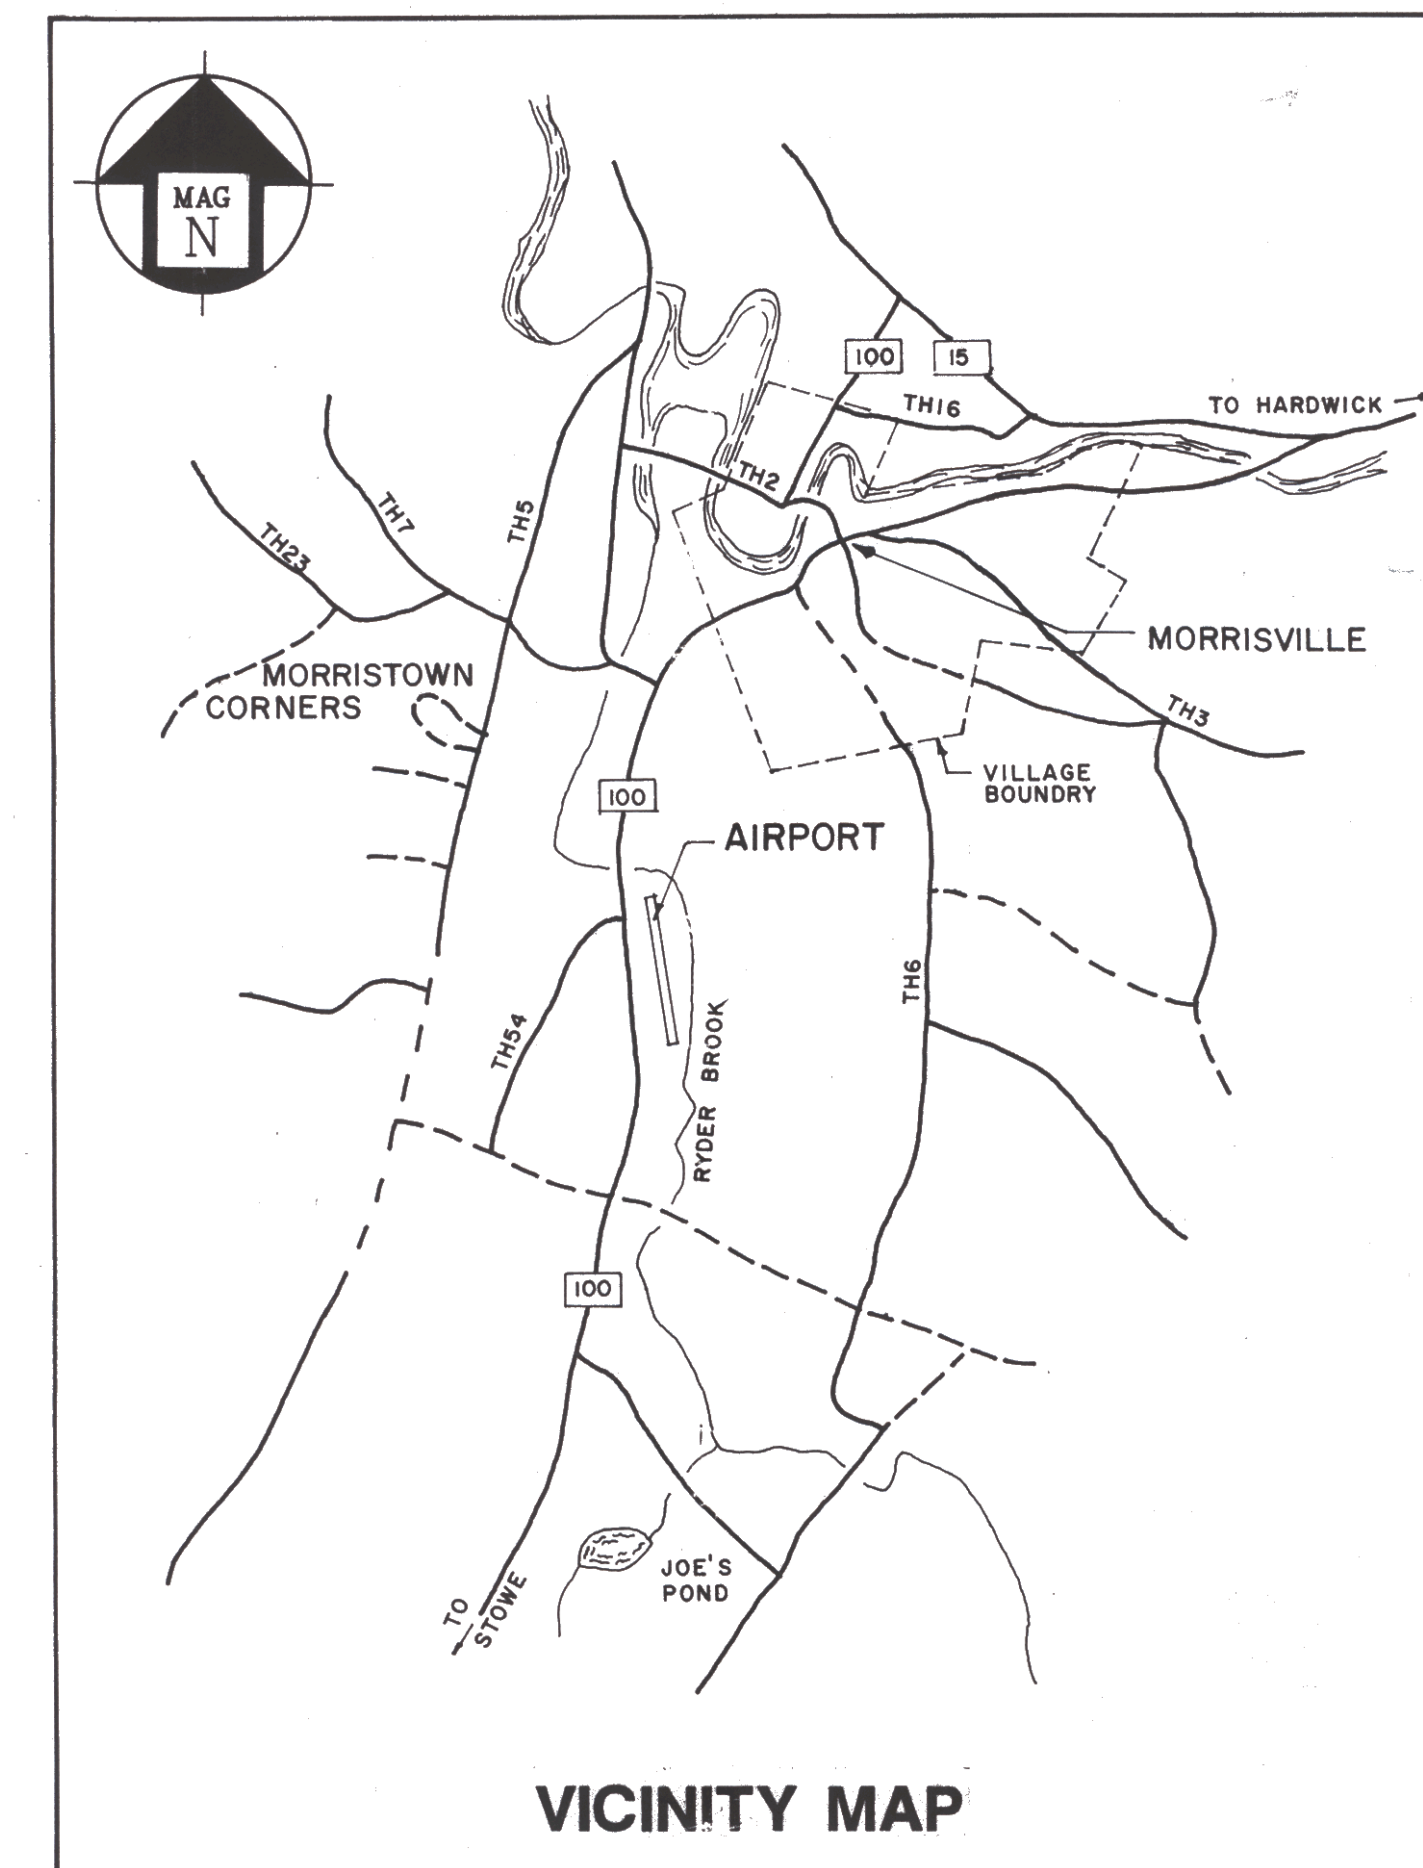 MAG
N
100
15
TO HARDWICK
TH16
TH2
TH5
TH7
TH23
MORRISTOWN
CORNERS
MORRISVILLE
TH3
VILLAGE
BOUNDRY
100
AIRPORT
TH6
TH54
RYDER BROOK
100
JOE'S
POND
TO
STOWE
VICINITY MAP